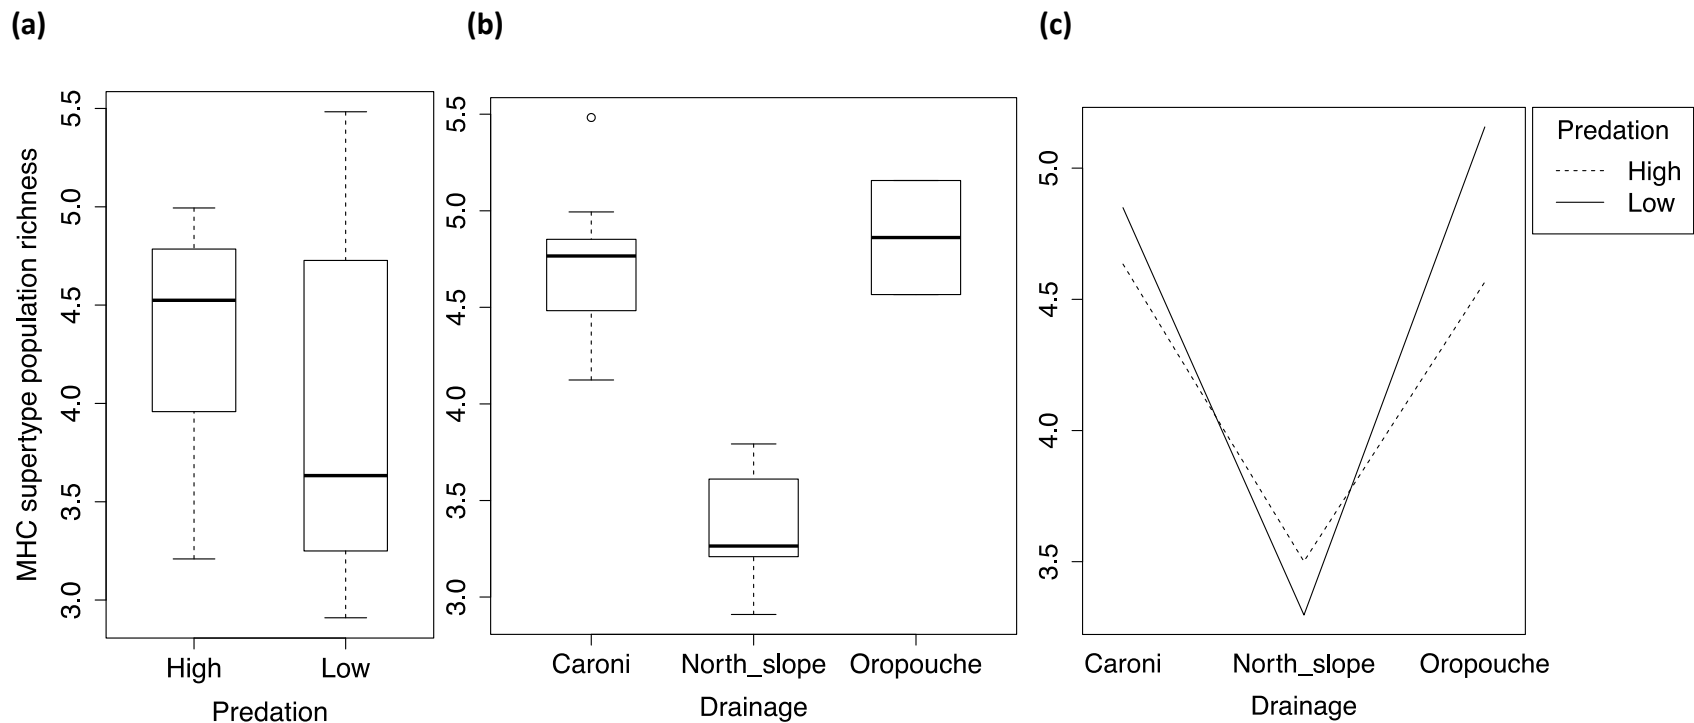 (a)
MHC supertype population richness
5.5
5.0
4.5
4.0
3.5
3.0
High
Low
Predation
(b)
5.5
5.0
4.5
4.0
3.5
3.0
Caroni
North_slope
Oropouche
Drainage
(c)
5.0
4.5
4.0
3.5
Caroni
North_slope
Oropouche
Drainage
Predation
High
Low